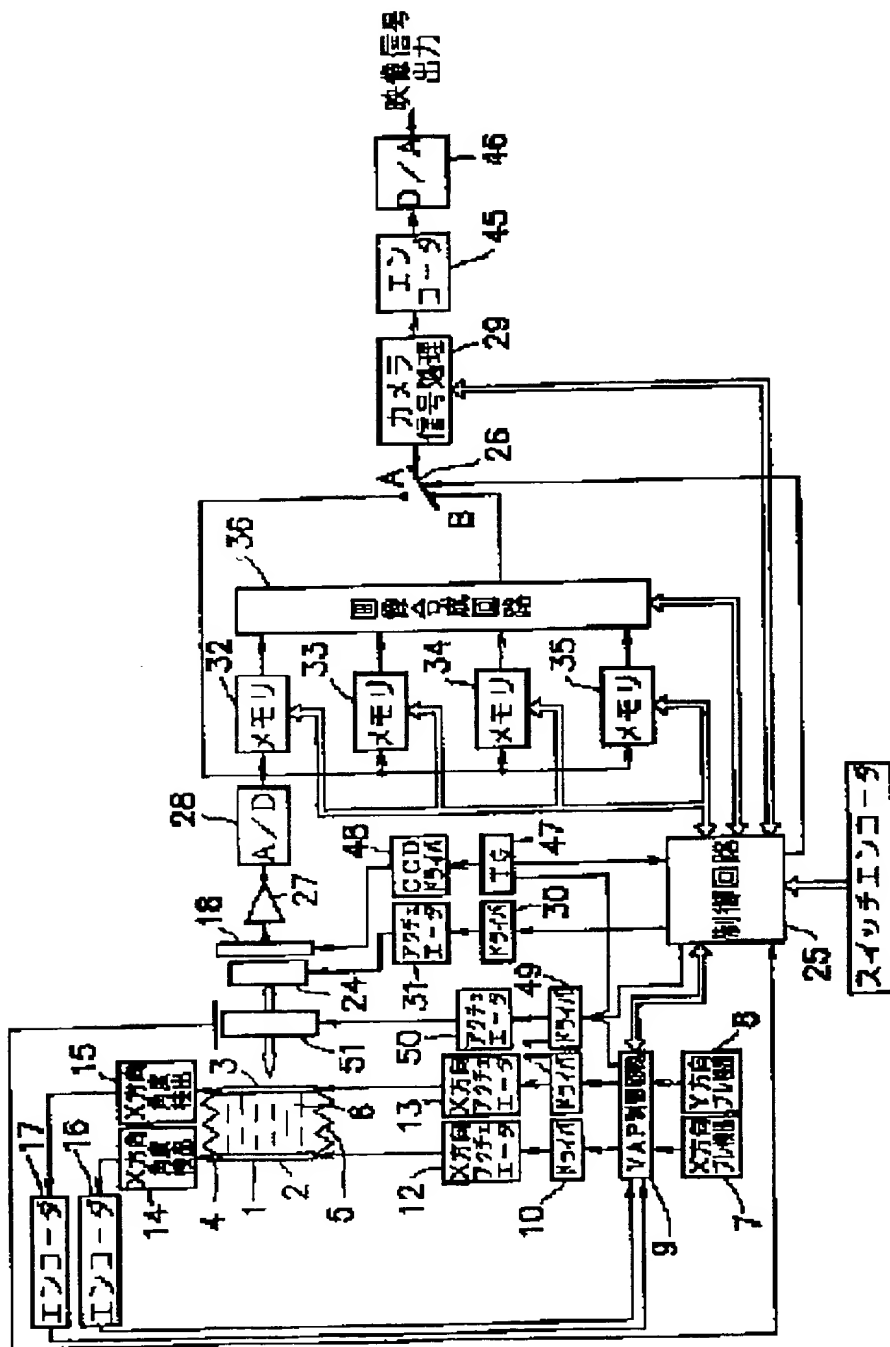 映像信号
出力
D/A
46
エン
コーダ
45
カメラ
信号処理
29
A
B
26
画像合成回路
36
メモリ
32
メモリ
33
メモリ
34
メモリ
35
A/D
28
27
18
24
51
CCD
ドライバ
48
TG
47
アクチュ
エータ
31
ドライバ
30
アクチュ
エータ
50
ドライバ
49
制御回路
25
スイッチエンコーダ
X方向
角度検出
15
X方向
角度検出
14
エンコーダ
17
エンコーダ
16
3
6
4
1
2
5
X方向
アクチュ
エータ
13
X方向
アクチュ
エータ
12
ドライバ
11
ドライバ
10
VAP制御回路
9
Y方向
ブレ検出
8
X方向
ブレ検出
7